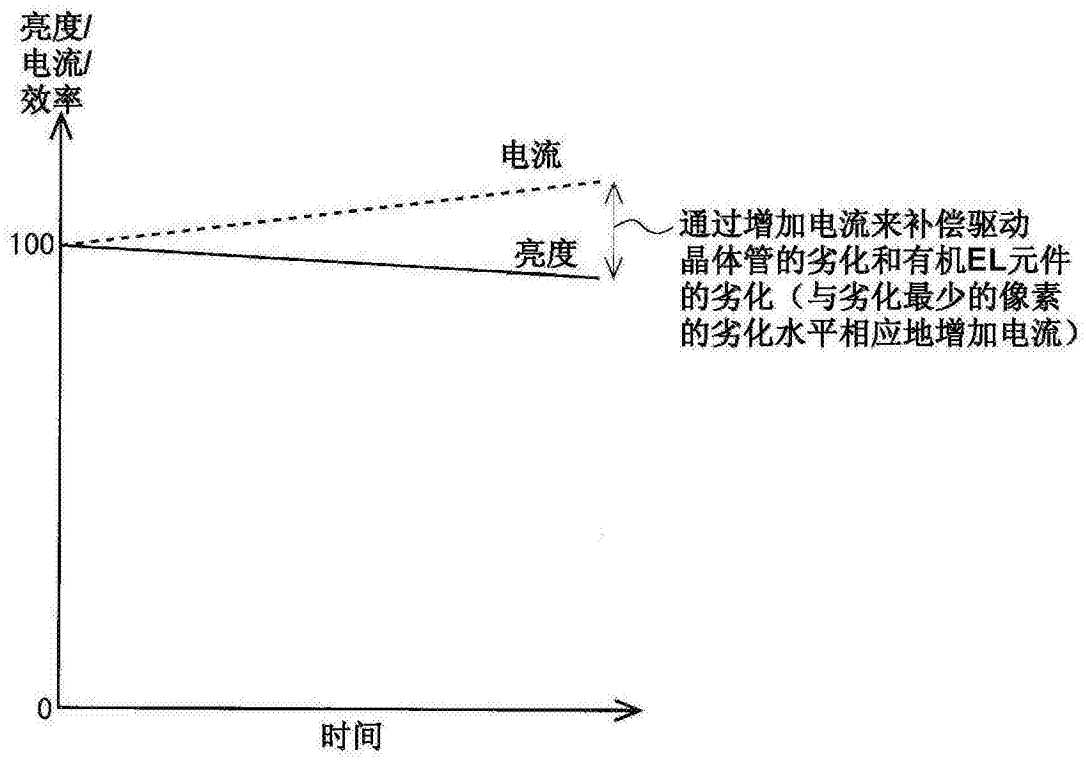 亮度/
电流/
效率
电流
100
亮度
通过增加电流来补偿驱动
晶体管的劣化和有机EL元件
的劣化（与劣化最少的像素
的劣化水平相应地增加电流）
0
时间